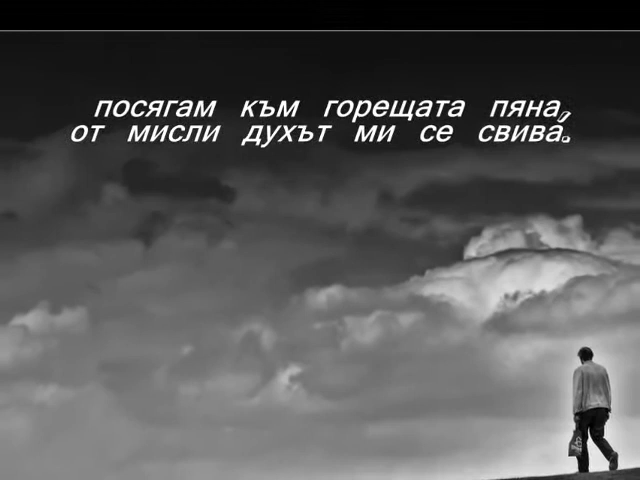 посягам към горещата пяна,
от мисли духът ми се свива.